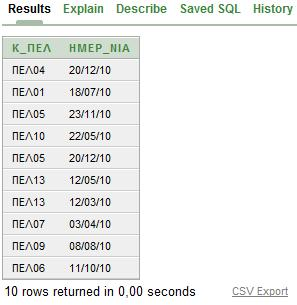 Results Explain Describe Saved SQL History
Κ_ΠΕΛ ΗΜΕΡ_ΝΙΑ
ΠΕΛ04 20/12/10
ΠΕΛ01 18/07/10
ΠΕΛ05 23/11/10
ΠΕΛ10 22/05/10
ΠΕΛ05 20/12/10
ΠΕΛ13 12/05/10
ΠΕΛ13 12/03/10
ΠΕΛ07 03/04/10
ΠΕΛ09 08/08/10
ΠΕΛ06 11/10/10
10 rows returned in 0,00 seconds CSV Export